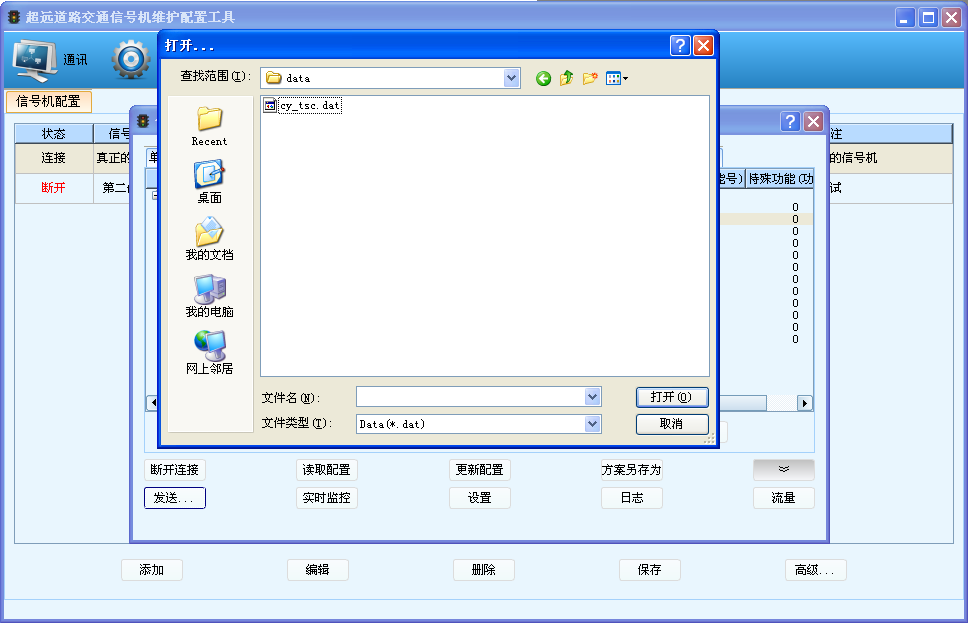 超远道路交通信号机维护配置工具
通讯
信号机配置
状态
信号
注
连接
真正的
的信号机
断开
第二
试
打开...
查找范围(I):
data
cy_tsc.dat
Recent
桌面
我的文档
我的电脑
网上邻居
文件名(N):
打开(O)
文件类型(T):
Data(*.dat)
取消
单
能号)
特殊功能(功
0
0
0
0
0
0
0
0
0
0
0
0
断开连接
读取配置
更新配置
方案另存为
发送...
实时监控
设置
日志
流量
添加
编辑
删除
保存
高级...